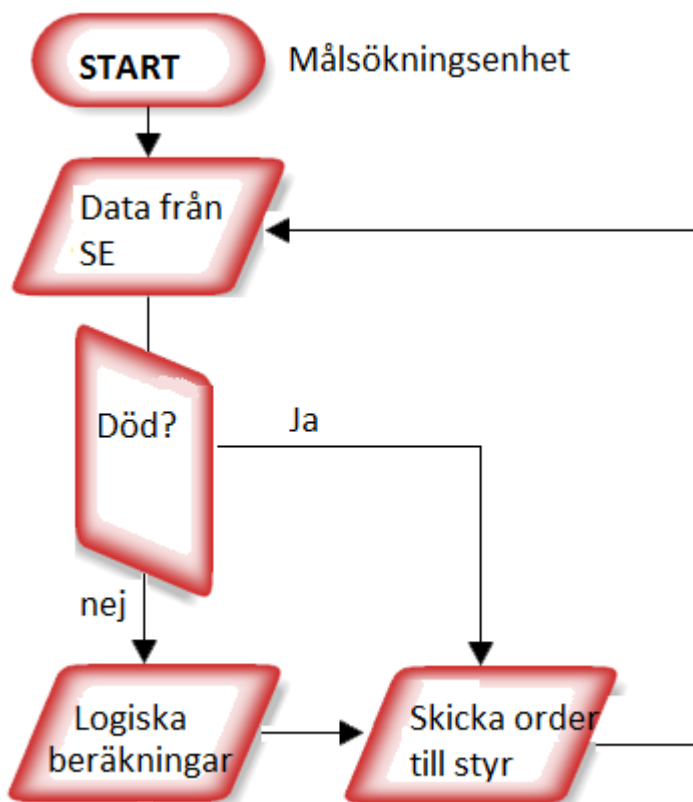 START
Målsökningsenhet
Data från
SE
Död?
Ja
nej
Logiska
beräkningar
Skicka order
till styr